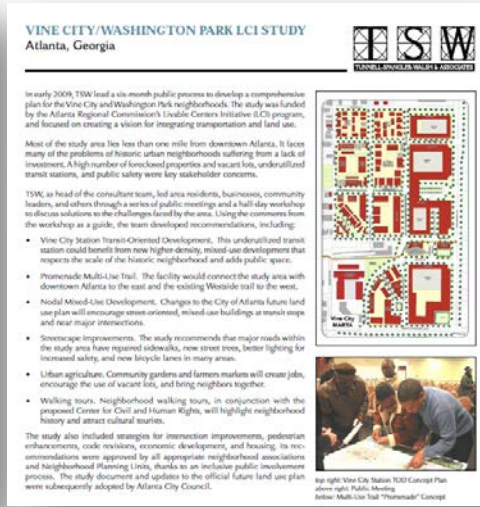 VINE CITY/WASHINGTON PARK LCI STUDY
Atlanta, Georgia
TSW
TUNNELL-SPANGLER-WALSH & ASSOCIATES
In early 2009, TSW lead a six-month public process to develop a comprehensive
plan for the Vine City and Washington Park neighborhoods. The study was funded
by the Atlanta Regional Commission's Livable Centers Initiative (LCI) program,
and focused on creating a vision for integrating transportation and land use.
Most of the study area lies less than one mile from downtown Atlanta. It faces
many of the problems of historic urban neighborhoods suffering from a lack of
investment. A high number of foreclosed properties and vacant lots, underutilized
transit stations, and public safety were key stakeholder concerns.
TSW, as head of the consultant team, led area residents, businesses, community
leaders, and others through a series of public meetings and a half-day workshop
to discuss solutions to the challenges faced by the area. Using the comments from
the workshop as a guide, the team developed recommendations, including:
• Vine City Station Transit-Oriented Development. This underutilized transit
station could benefit from new higher-density, mixed-use development that
respects the scale of the historic neighborhood and adds public space.
• Promenade Multi-Use Trail. The facility would connect the study area with
downtown Atlanta to the east and the existing Westside trail to the west.
• Nodal Mixed-Use Development. Changes to the City of Atlanta future land
use plan will encourage street-oriented, mixed-use buildings at transit stops
and near major intersections.
• Streetscape Improvements. The study recommends that major roads within
the study area have repaired sidewalks, new street trees, better lighting for
increased safety, and new bicycle lanes in many areas.
• Urban agriculture. Community gardens and farmers markets will create jobs,
encourage the use of vacant lots, and bring neighbors together.
• Walking tours. Neighborhood walking tours, in conjunction with the
proposed Center for Civil and Human Rights, will highlight neighborhood
history and attract cultural tourists.
The study also included strategies for intersection improvements, pedestrian
enhancements, code revisions, economic development, and housing. Its rec-
ommendations were approved by all appropriate neighborhood associations
and Neighborhood Planning Units, thanks to an inclusive public involvement
process. The study document and updates to the official future land use plan
were subsequently adopted by Atlanta City Council.
Vine City
MARTA
top right: Vine City TOD Concept Plan
above right: Public Meeting
below: Multi-Use Trail "Promenade" Concept